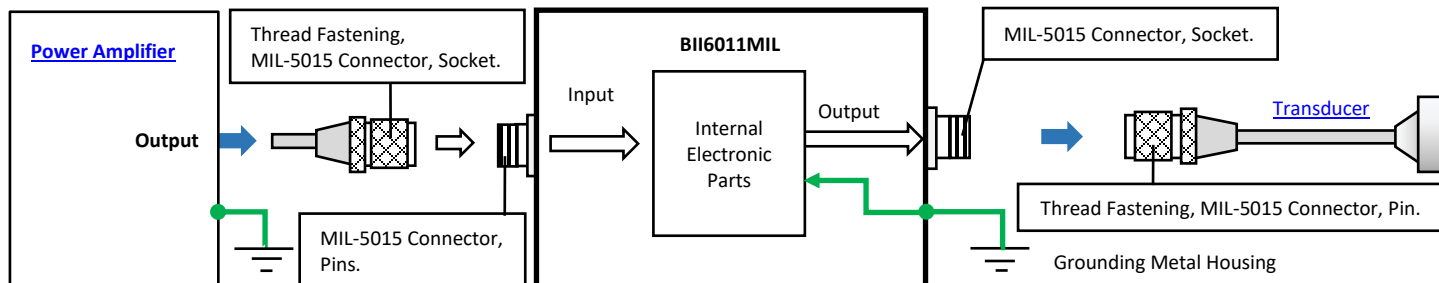 Power Amplifier
Output
Thread Fastening,
MIL-5015 Connector, Socket.
MIL-5015 Connector,
Pins.
BII6011MIL
Input
Internal
Electronic
Parts
Output
MIL-5015 Connector, Socket.
Transducer
Thread Fastening, MIL-5015 Connector, Pin.
Grounding Metal Housing